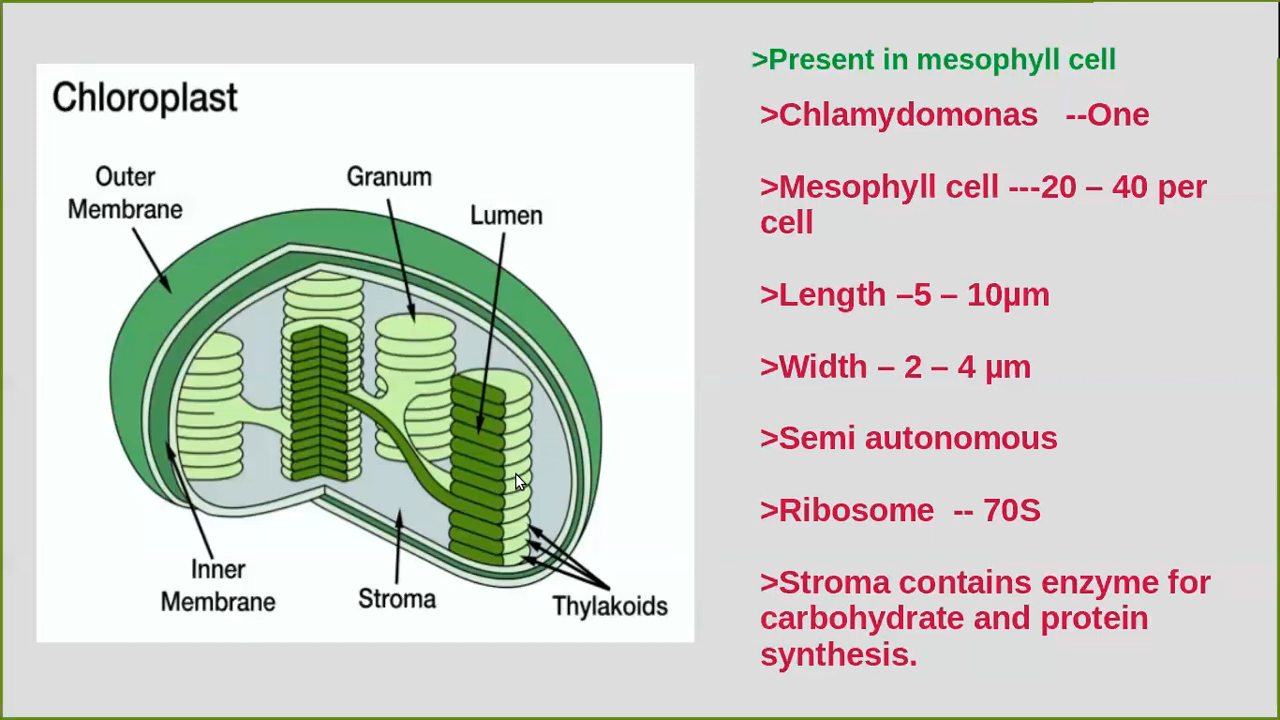 Chloroplast
Outer
Membrane
Granum
Lumen
Inner
Membrane
Stroma
Thylakoids
>Present in mesophyll cell
>Chlamydomonas   --One
>Mesophyll cell ---20 – 40 per
cell
>Length –5 – 10µm
>Width – 2 – 4 µm
>Semi autonomous
>Ribosome  -- 70S
>Stroma contains enzyme for
carbohydrate and protein
synthesis.